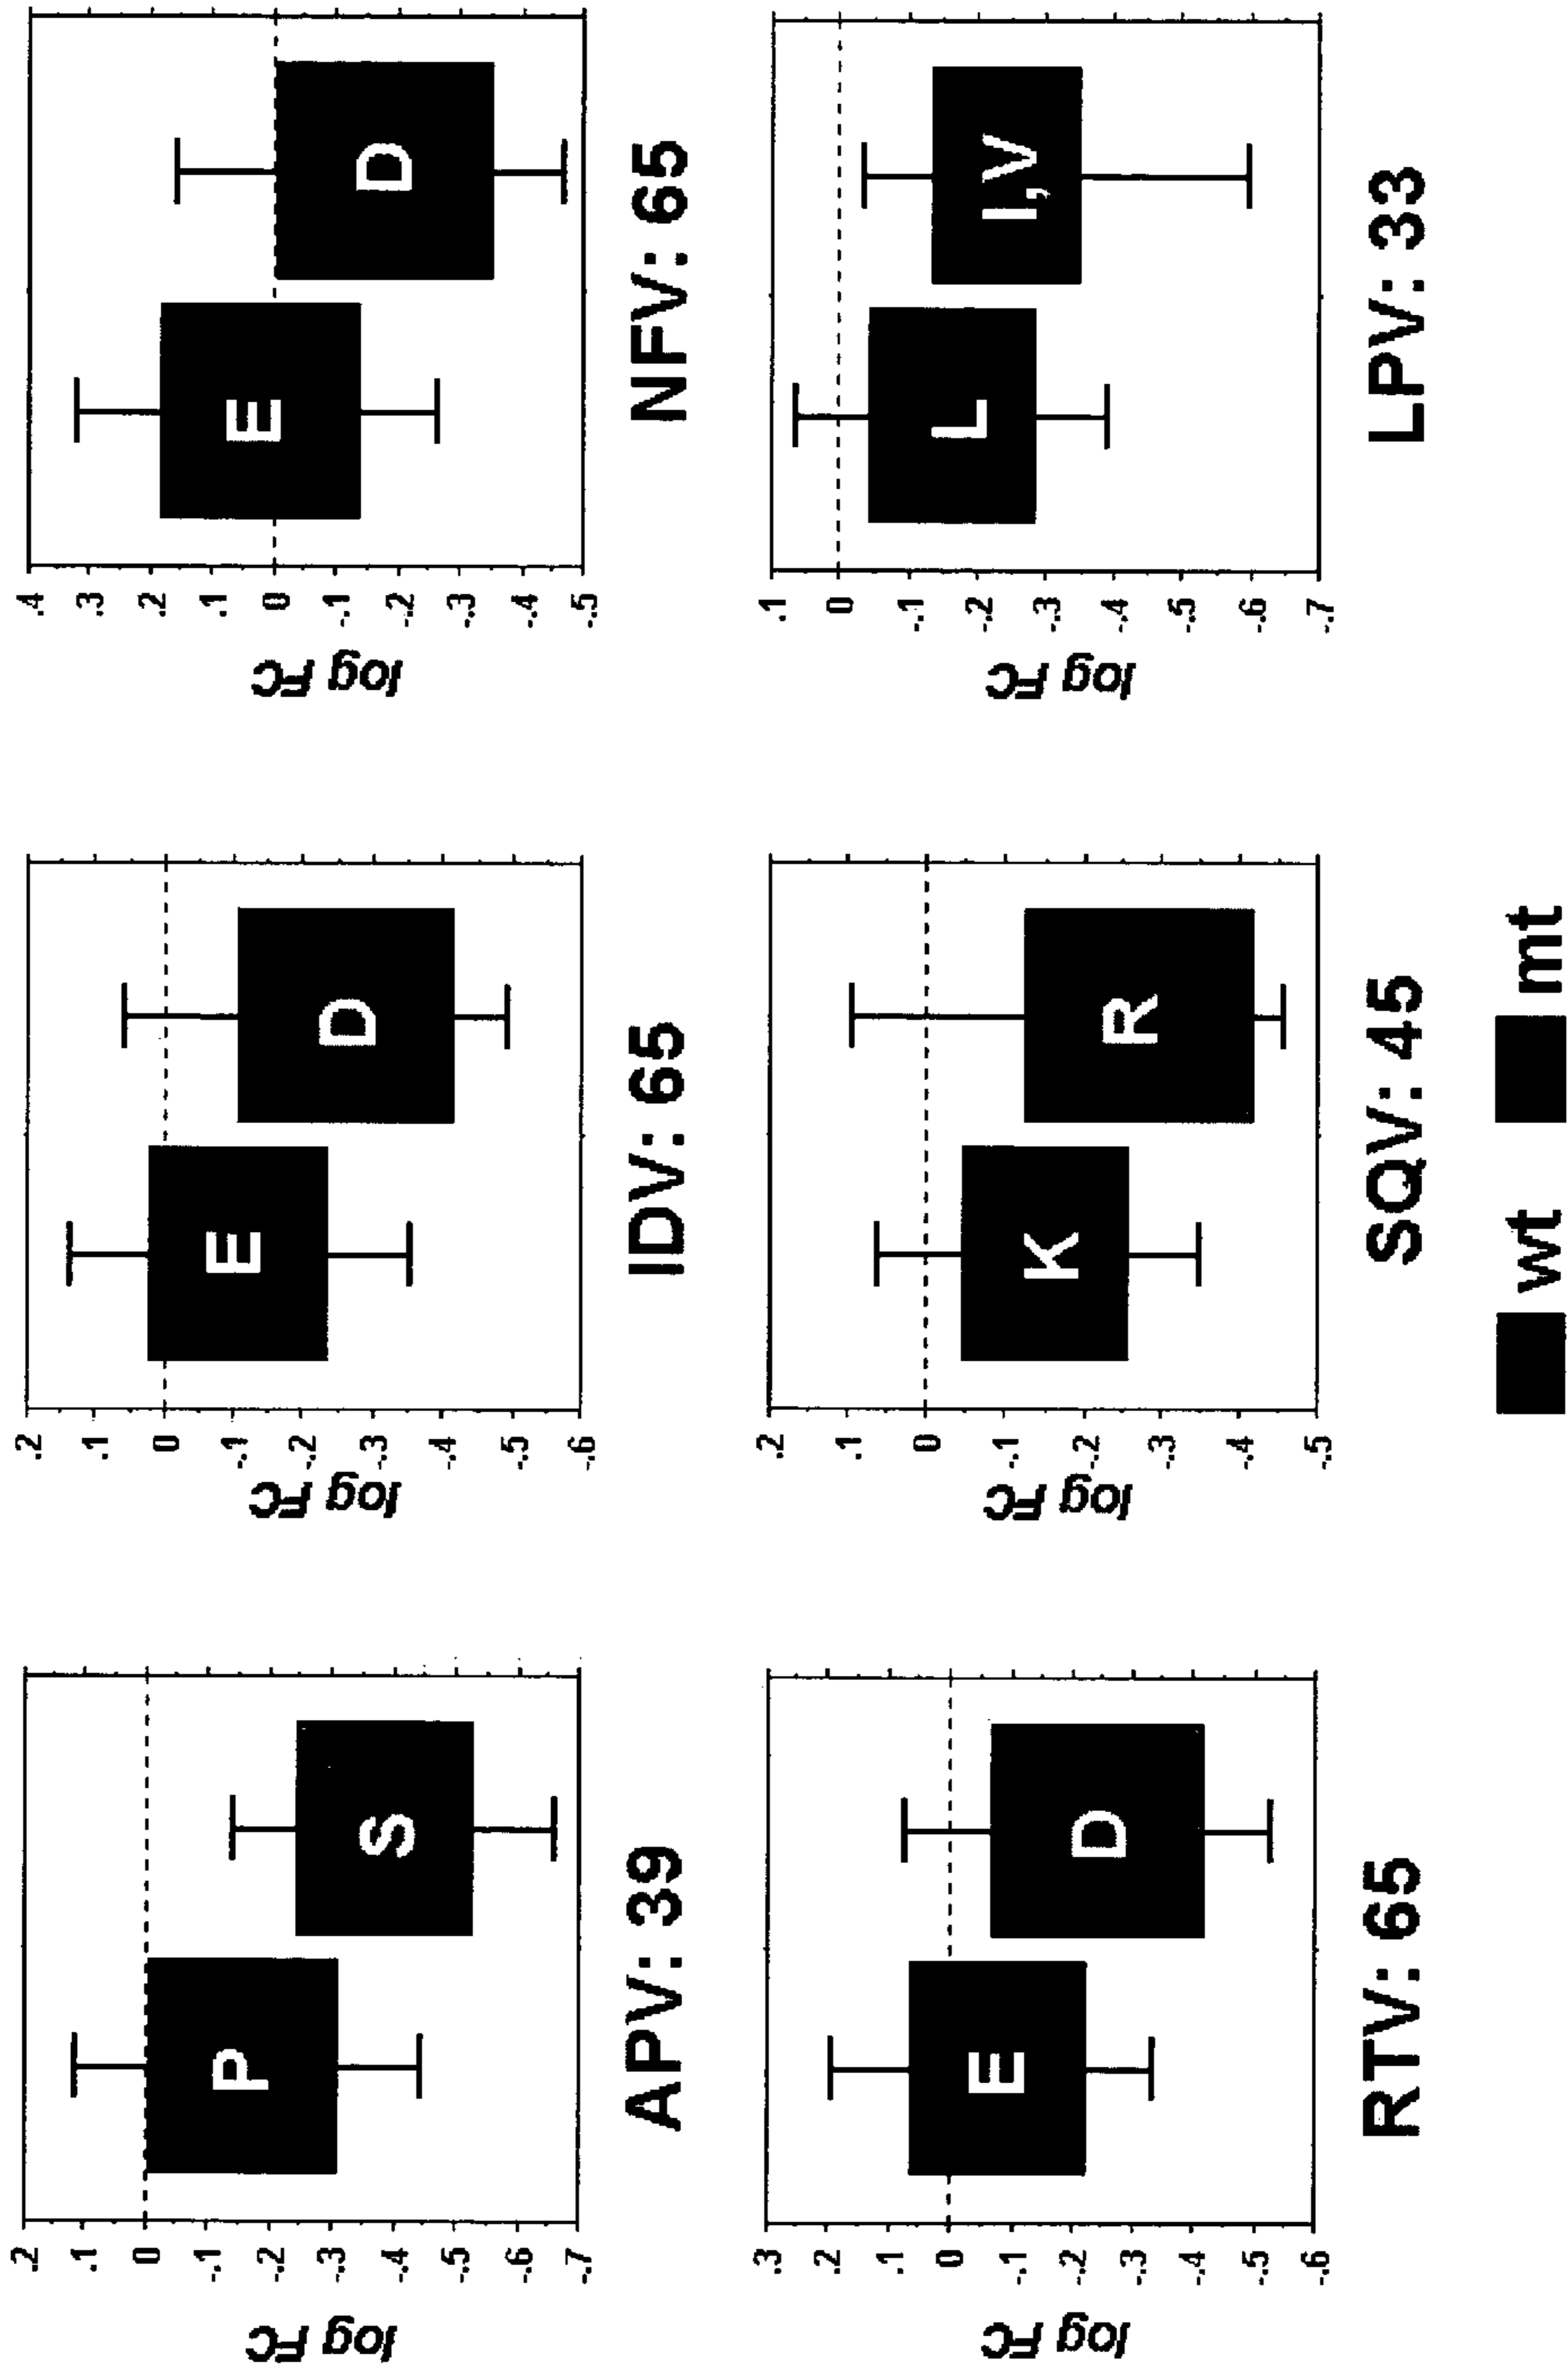 log FC
.2
.1
0
-.1
-.2
-.3
-.4
-.5
-.6
-.7
P
S
APV: 39
log FC
.2
.1
0
-.1
-.2
-.3
-.4
-.5
-.6
E
D
IDV: 65
log FC
.4
.3
.2
.1
0
-.1
-.2
-.3
-.4
-.5
E
D
NFV: 65
log FC
.3
.2
.1
0
-.1
-.2
-.3
-.4
-.5
-.6
E
D
RTV: 65
log FC
.2
.1
0
-.1
-.2
-.3
-.4
-.5
K
R
SQV: 45
log FC
.1
0
-.1
-.2
-.3
-.4
-.5
-.6
-.7
L
I,V
LPV: 33
wt mt